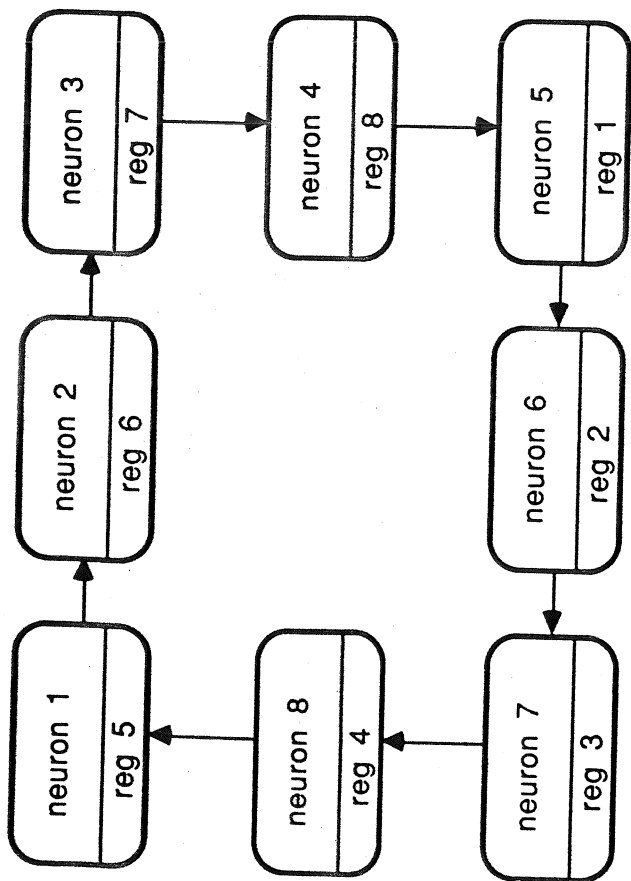 neuron 1
reg 5
neuron 2
reg 6
neuron 3
reg 7
neuron 8
reg 4
neuron 4
reg 8
neuron 7
reg 3
neuron 6
reg 2
neuron 5
reg 1